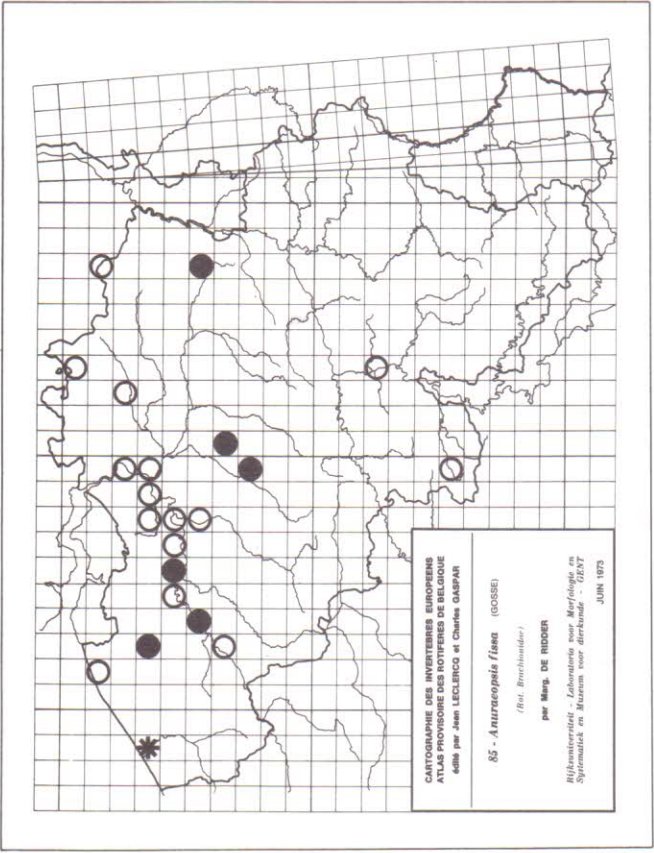 CARTOGRAPHIE DES INVERTEBRES EUROPEENS
ATLAS PROVISOIRE DES ROTIFERES DE BELGIQUE
édité par Jean LECLERCQ et Charles GASPAR
85 - Anuraeopsis fissa (GOSSE)
(Rot. Brachionidae)
par Marg. DE RIDDER
Rijksuniversiteit - Laboratoria voor Morfologie en
Systematiek en Museum voor dierkunde - GENT
JUIN 1973